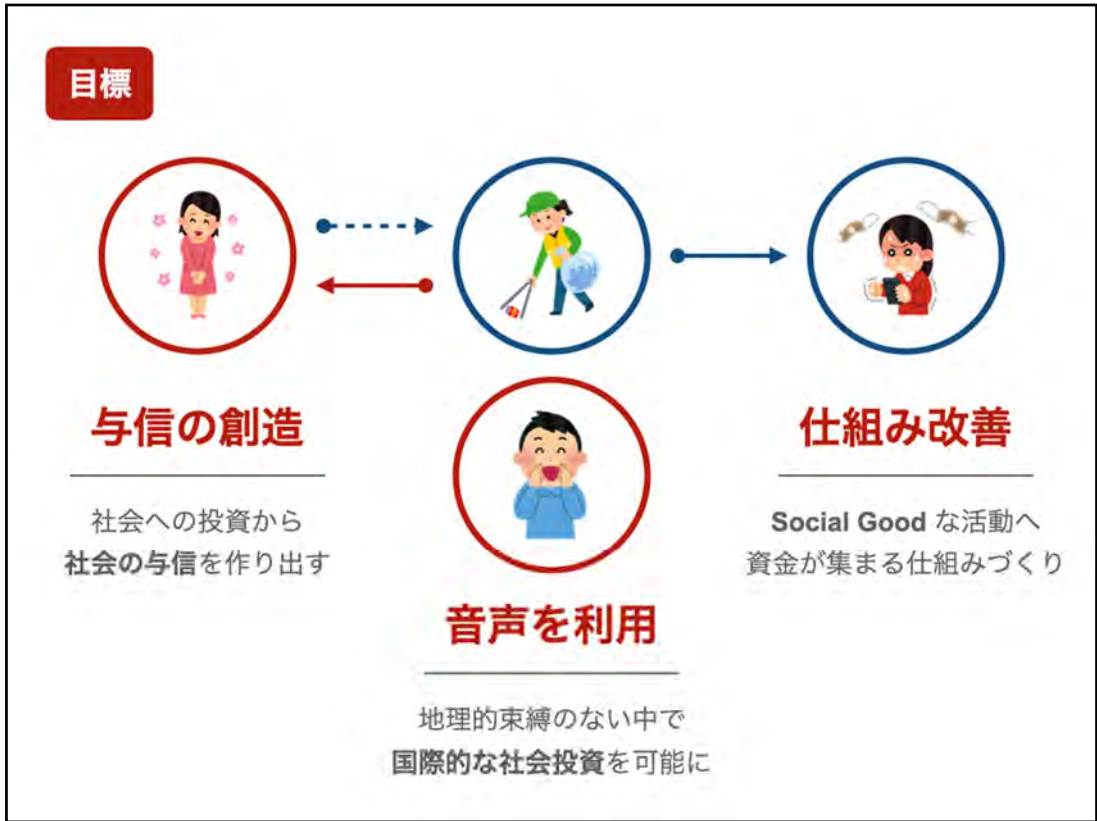 目標
与信の創造
社会への投資から
社会の与信を作り出す
音声を利用
地理的束縛のない中で
国際的な社会投資を可能に
仕組み改善
Social Good な活動へ
資金が集まる仕組みづくり